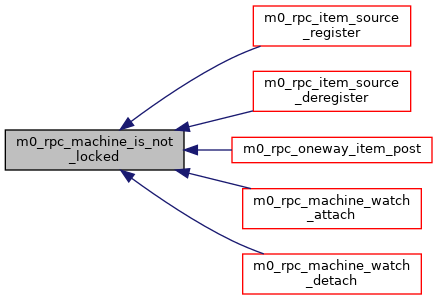 m0_rpc_item_source
_register
m0_rpc_item_source
_deregister
m0_rpc_machine_is_not
_locked
m0_rpc_oneway_item_post
m0_rpc_machine_watch
_attach
m0_rpc_machine_watch
_detach